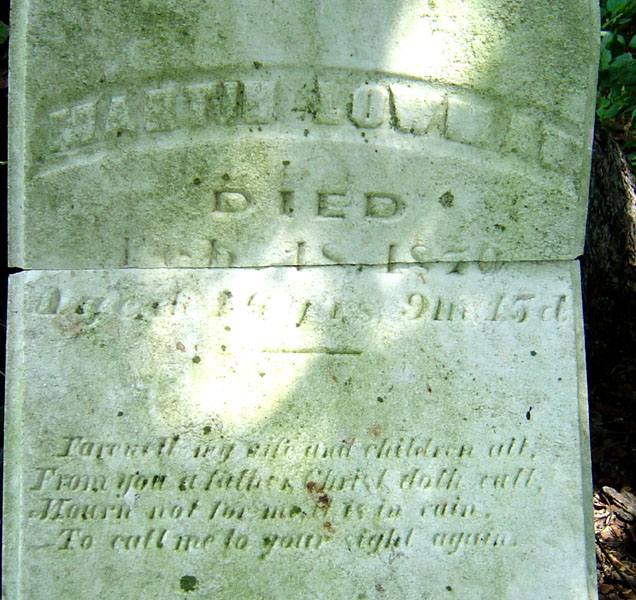 MARTIN
DIED
Feb. 18, 1870
Aged yrs, 9m, 15d
Farewell my wife and children all,
From you a father Christ doth call,
Mourn not for me, it is in vain,
To call me to your sight again.